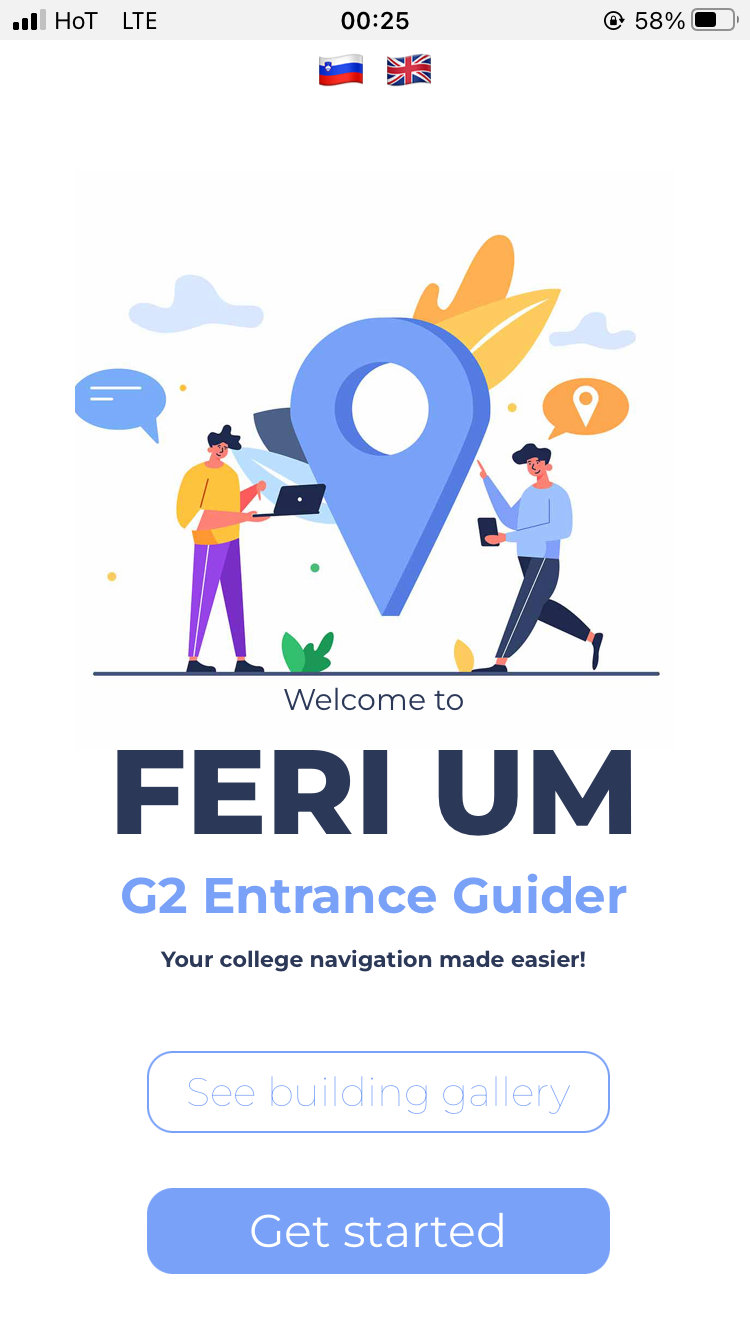 HoT LTE 00:25 58%
Welcome to
FERI UM
G2 Entrance Guider
Your college navigation made easier!
See building gallery
Get started